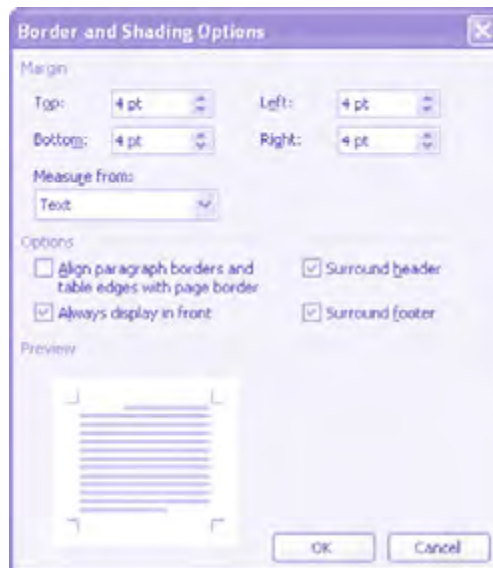 Border and Shading Options
Margin
Top: 4 pt Left: 4 pt
Bottom: 4 pt Right: 4 pt
Measure from:
Text
Options
Align paragraph borders and
table edges with page border
Surround header
Always display in front Surround footer
Preview
OK Cancel